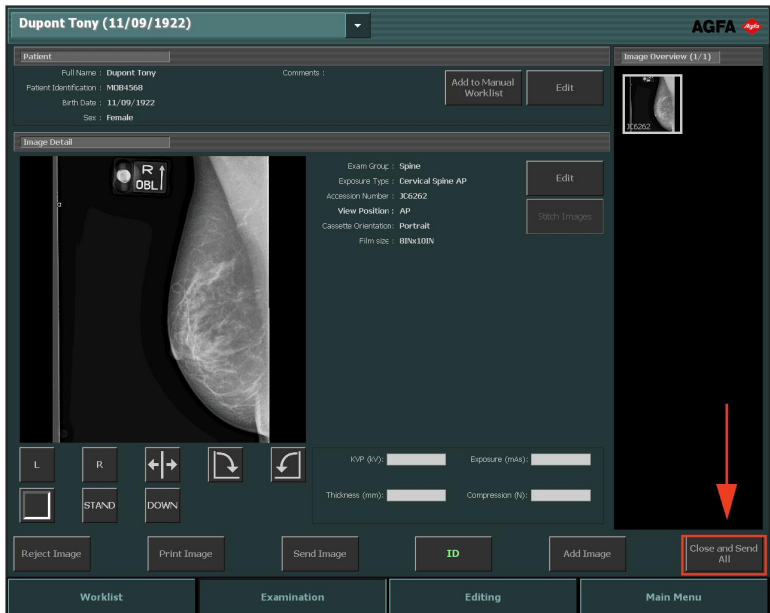 Dupont Tony (11/09/1922)
AGFA
Agfa
Patient
Full Name : Dupont Tony
Patient Identification : MOB4568
Birth Date : 11/09/1922
Sex : Female
Comments :
Add to Manual
Worklist
Edit
Image Overview (1/1)
JC6262
Image Detail
R
OBL
Exam Group : Spine
Exposure Type : Cervical Spine AP
Accession Number : JC6262
View Position : AP
Cassette Orientation: Portrait
Film size : 8INx10IN
Edit
Stitch Images
L
R
STAND
DOWN
KVP (kV):
Exposure (mAs):
Thickness (mm):
Compression (N):
Reject Image
Print Image
Send Image
ID
Add Image
Close and Send
All
Worklist
Examination
Editing
Main Menu